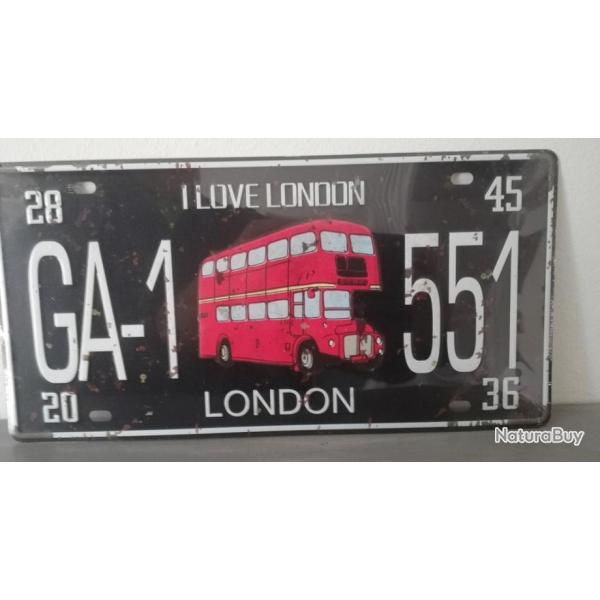 28 I LOVE LONDON 45
GA-1 551
20 LONDON 36
NaturaBuy